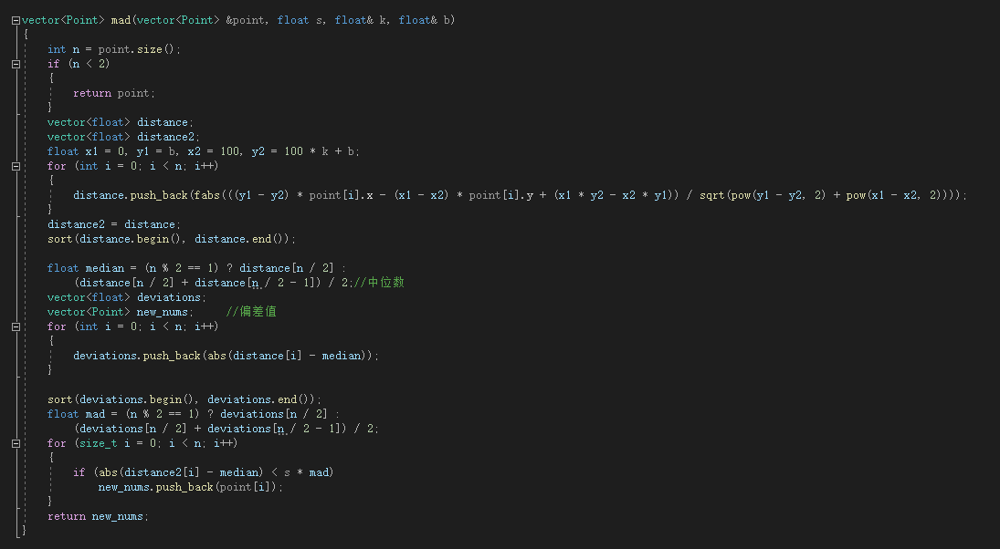 vector<Point> mad(vector<Point> &point, float s, float& k, float& b)
{
    int n = point.size();
    if (n < 2)
    {
        return point;
    }
    vector<float> distance;
    vector<float> distance2;
    float x1 = 0, y1 = b, x2 = 100, y2 = 100 * k + b;
    for (int i = 0; i < n; i++)
    {
        distance.push_back(fabs(((y1 - y2) * point[i].x - (x1 - x2) * point[i].y + (x1 * y2 - x2 * y1)) / sqrt(pow(y1 - y2, 2) + pow(x1 - x2, 2))));
    }
    distance2 = distance;
    sort(distance.begin(), distance.end());
    float median = (n % 2 == 1) ? distance[n / 2] :
        (distance[n / 2] + distance[n / 2 - 1]) / 2;//中位数
    vector<float> deviations;
    vector<Point> new_nums;     //偏差值
    for (int i = 0; i < n; i++)
    {
        deviations.push_back(abs(distance[i] - median));
    }
    sort(deviations.begin(), deviations.end());
    float mad = (n % 2 == 1) ? deviations[n / 2] :
        (deviations[n / 2] + deviations[n / 2 - 1]) / 2;
    for (size_t i = 0; i < n; i++)
    {
        if (abs(distance2[i] - median) < s * mad)
            new_nums.push_back(point[i]);
    }
    return new_nums;
}